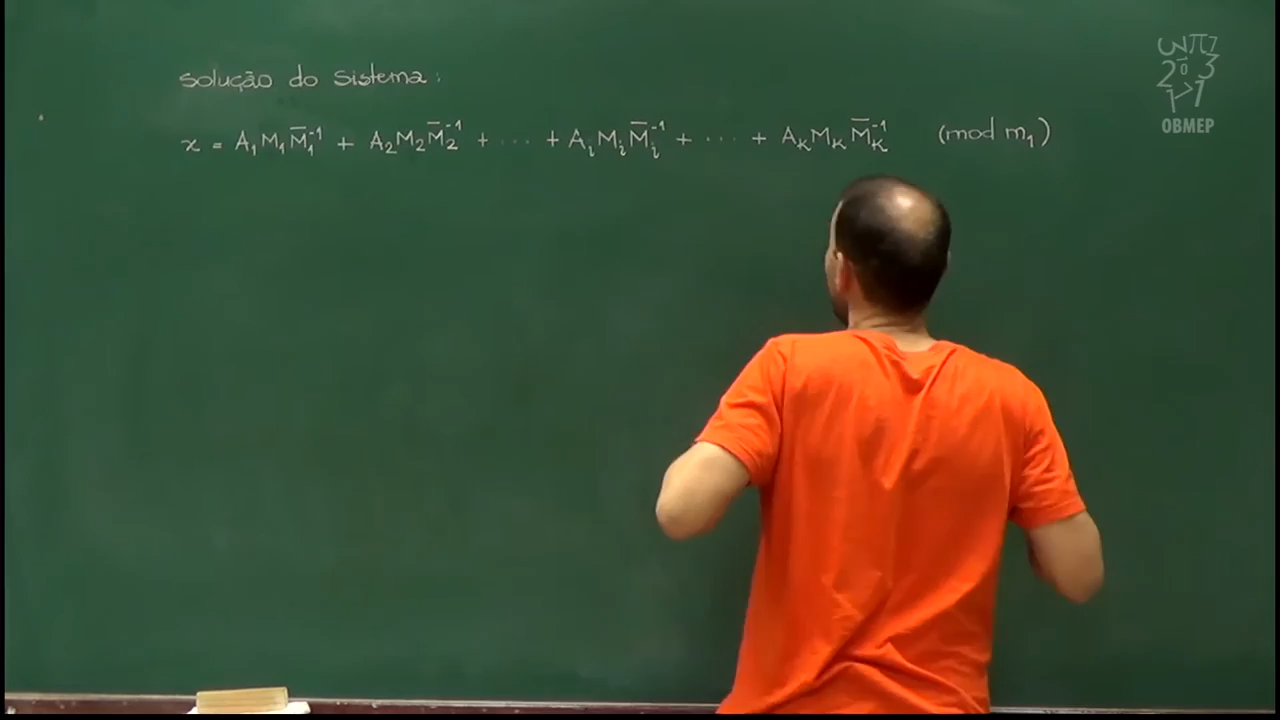 solução do sistema:
x = A₁M₁M̅₁⁻¹ + A₂M₂M̅₂⁻¹ + ··· + AᵢMᵢM̅ᵢ⁻¹ + ··· + AₖMₖM̅ₖ⁻¹ (mod m₁)
OBMEP